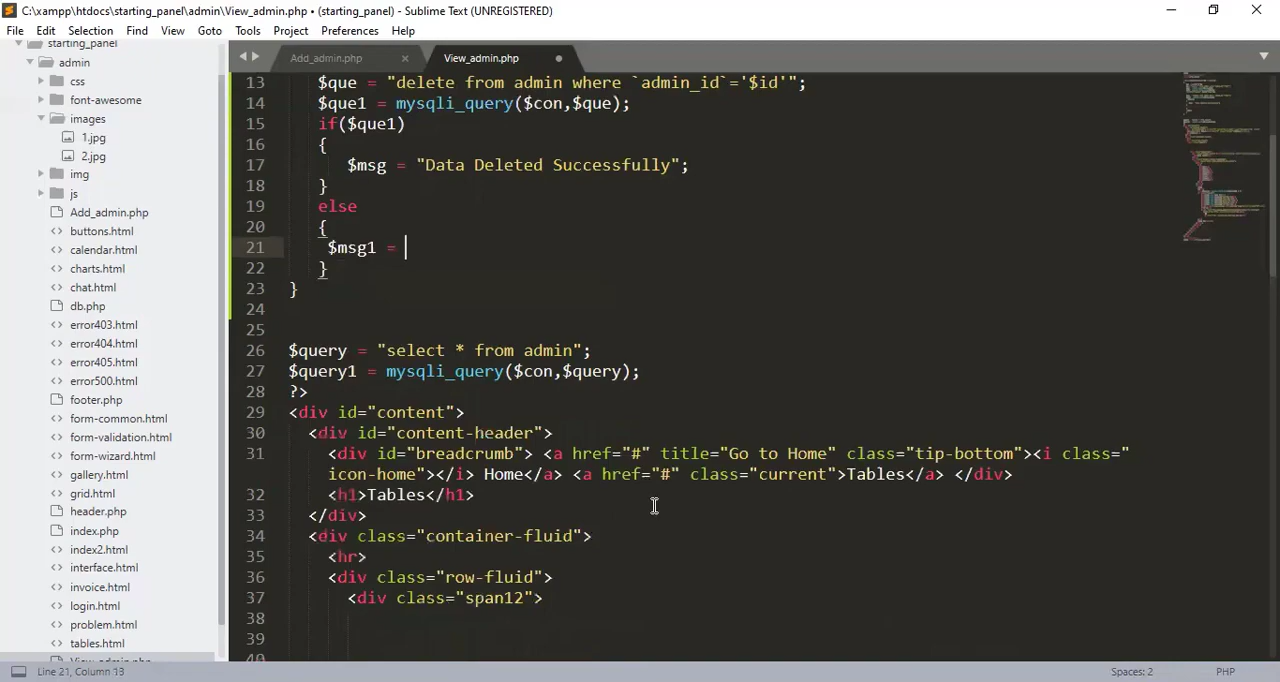 C:\xampp\htdocs\starting_panel\admin\View_admin.php • (starting_panel) - Sublime Text (UNREGISTERED)
File Edit Selection Find View Goto Tools Project Preferences Help
starting_panel
admin
css
font-awesome
images
1.jpg
2.jpg
img
js
Add_admin.php
buttons.html
calendar.html
charts.html
chat.html
db.php
error403.html
error404.html
error405.html
error500.html
footer.php
form-common.html
form-validation.html
form-wizard.html
gallery.html
grid.html
header.php
index.php
index2.html
interface.html
invoice.html
login.html
problem.html
tables.html
View_admin.php
Add_admin.php × View_admin.php
13 $que = "delete from admin where `admin_id`='$id'";
14 $que1 = mysqli_query($con,$que);
15 if($que1)
16 {
17 $msg = "Data Deleted Successfully";
18 }
19 else
20 {
21 $msg1 =
22 }
23 }
24
25
26 $query = "select * from admin";
27 $query1 = mysqli_query($con,$query);
28 ?>
29 <div id="content">
30 <div id="content-header">
31 <div id="breadcrumb"> <a href="#" title="Go to Home" class="tip-bottom"><i class="
icon-home"></i> Home</a> <a href="#" class="current">Tables</a> </div>
32 <h1>Tables</h1>
33 </div>
34 <div class="container-fluid">
35 <hr>
36 <div class="row-fluid">
37 <div class="span12">
38
39
40
Line 21, Column 13 Spaces: 2 PHP